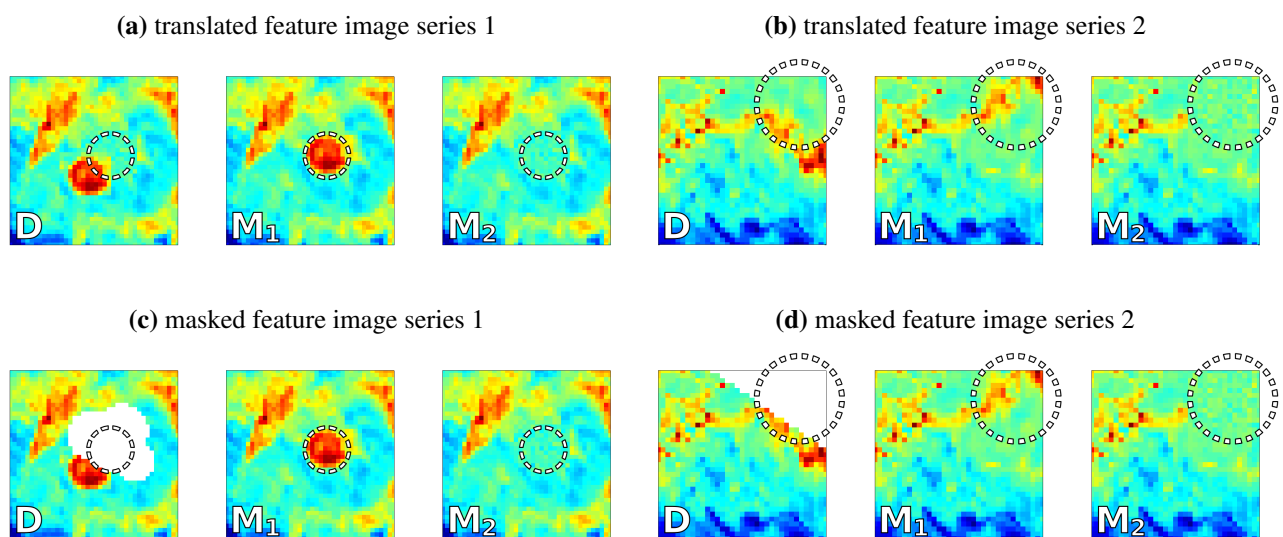 (a) translated feature image series 1
(b) translated feature image series 2
D M₁ M₂ D M₁ M₂
(c) masked feature image series 1
(d) masked feature image series 2
D M₁ M₂ D M₁ M₂